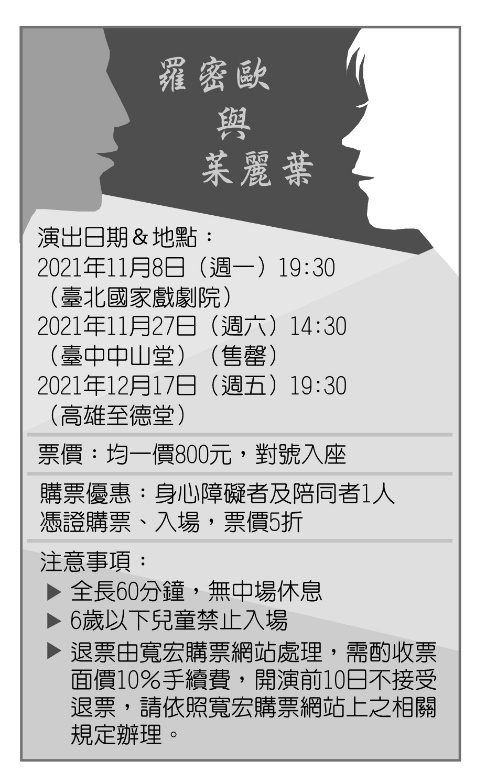 羅密歐
與
茱麗葉
演出日期&地點：
2021年11月8日（週一）19:30
（臺北國家戲劇院）
2021年11月27日（週六）14:30
（臺中中山堂）（售罄）
2021年12月17日（週五）19:30
（高雄至德堂）
票價：均一價800元，對號入座
購票優惠：身心障礙者及陪同者1人
憑證購票、入場，票價5折
注意事項：
▶ 全長60分鐘，無中場休息
▶ 6歲以下兒童禁止入場
▶ 退票由寬宏購票網站處理，需酌收票
面價10%手續費，開演前10日不接受
退票，請依照寬宏購票網站上之相關
規定辦理。